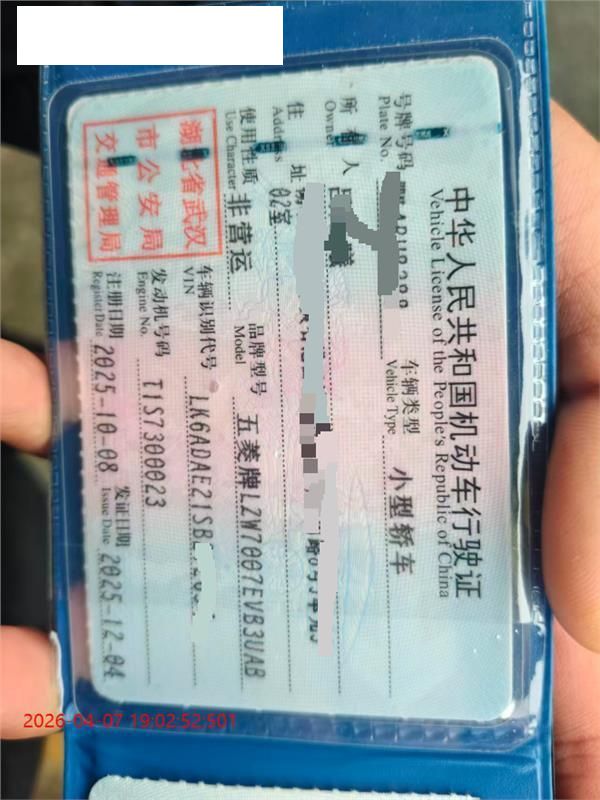 中华人民共和国机动车行驶证
Vehicle License of the People's Republic of China
号牌号码
Plate No.
车辆类型 小型轿车
Vehicle Type
所有人
Owner
住址
Address
02室
使用性质 非营运
Use Character
品牌型号 五菱牌LZW7007EVB3UAB
Model
湖北省武汉
市公安局
交通管理局
车辆识别代号 LK6ADAE21SB
VIN
发动机号码 T1S7300023
Engine No.
注册日期 2025-10-08
Register Date
发证日期 2025-12-04
Issue Date
2026-04-07 19:02:52:501